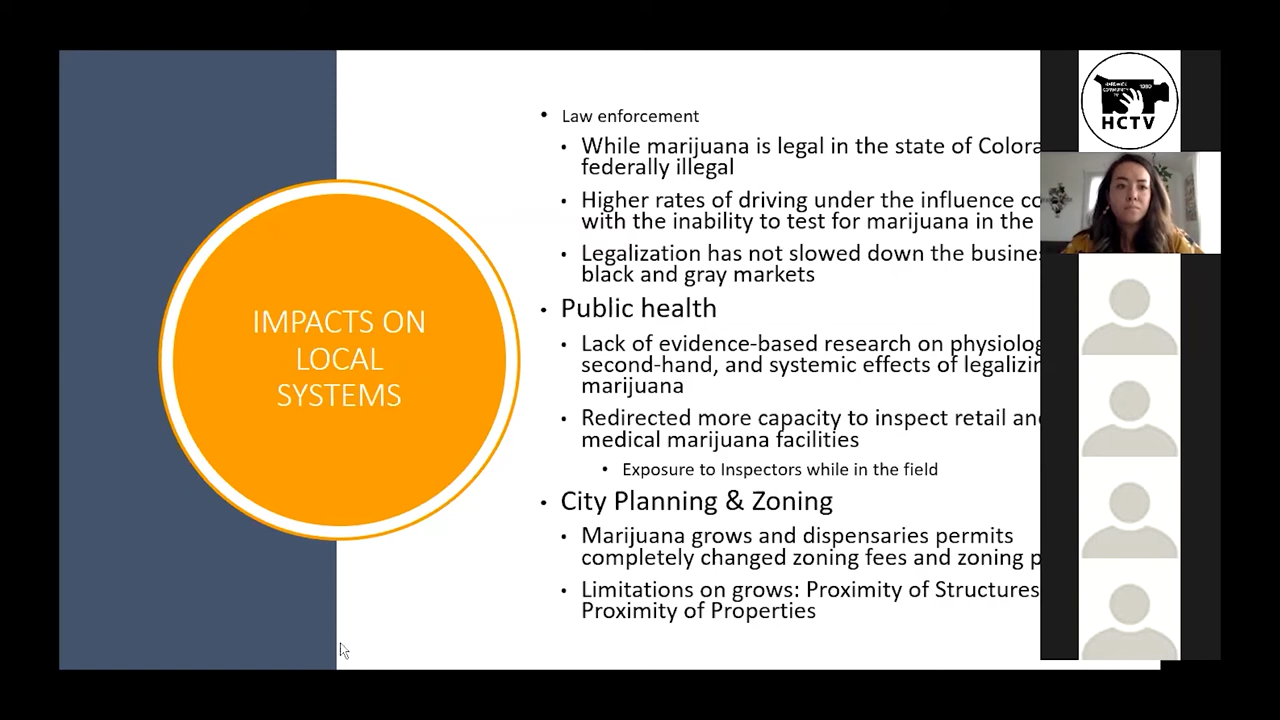 IMPACTS ON
LOCAL
SYSTEMS
Law enforcement
While marijuana is legal in the state of
federally illegal
Higher rates of driving under the influence
with the inability to test for marijuana in the
Legalization has not slowed down the
black and gray markets
Public health
Lack of evidence-based research on
second-hand, and systemic effects of
marijuana
Redirected more capacity to inspect retail
medical marijuana facilities
Exposure to Inspectors while in the field
City Planning & Zoning
Marijuana grows and dispensaries permits
completely changed zoning fees and zoning
Limitations on grows: Proximity of Structures
Proximity of Properties
HCTV